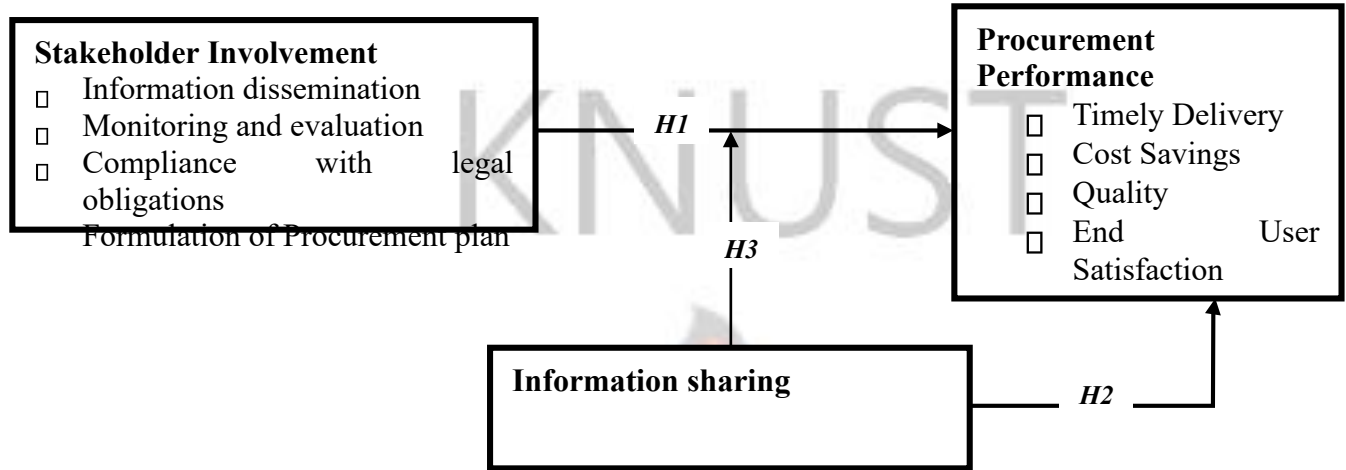 Stakeholder Involvement
Information dissemination
Monitoring and evaluation
Compliance with legal
obligations
Formulation of Procurement plan
H1
KNUST
Procurement
Performance
Timely Delivery
Cost Savings
Quality
End User
Satisfaction
H3
Information sharing
H2